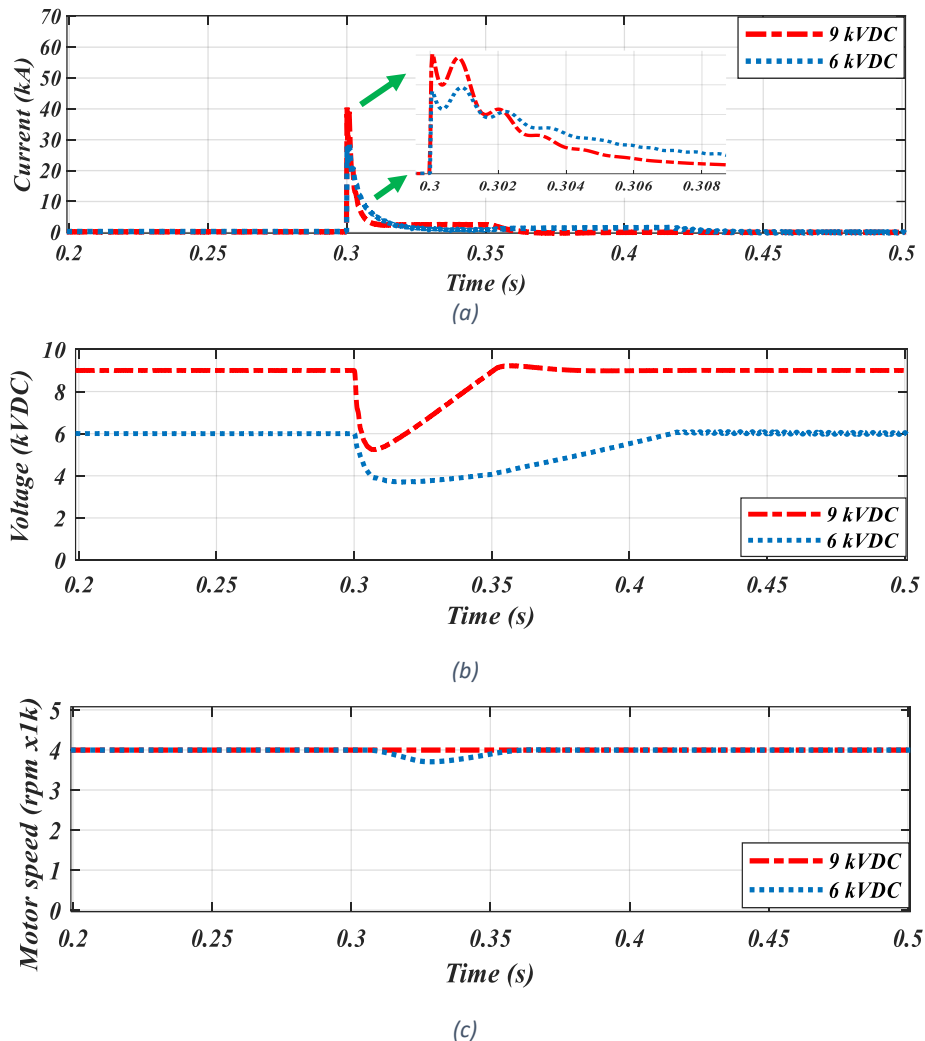 70
60
50
40
30
20
10
0
Current (kA)
9 kVDC
6 kVDC
0.3 0.302 0.304 0.306 0.308
0.2 0.25 0.3 0.35 0.4 0.45 0.5
Time (s)
(a)
10
8
6
4
2
0
Voltage (kVDC)
9 kVDC
6 kVDC
0.2 0.25 0.3 0.35 0.4 0.45 0.5
Time (s)
(b)
5
4
3
2
1
0
Motor speed (rpm x1k)
9 kVDC
6 kVDC
0.2 0.25 0.3 0.35 0.4 0.45 0.5
Time (s)
(c)